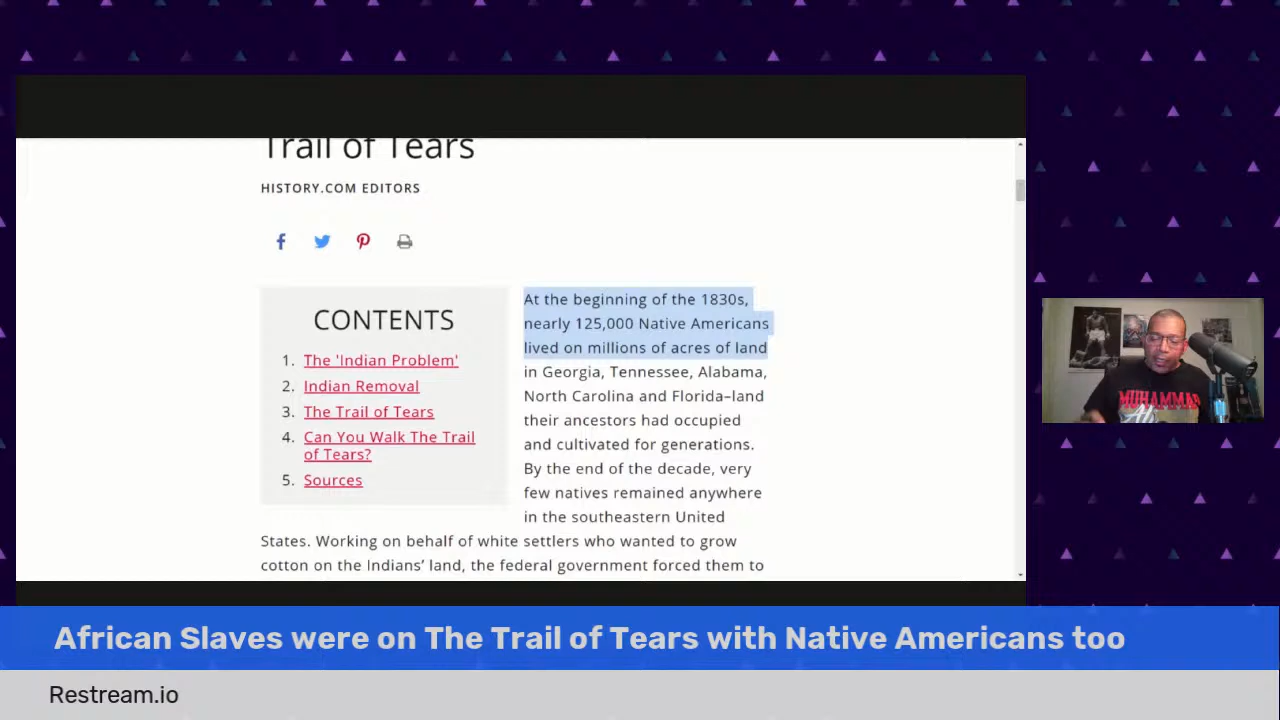 Trail of Tears
HISTORY.COM EDITORS
CONTENTS
1. The 'Indian Problem'
2. Indian Removal
3. The Trail of Tears
4. Can You Walk The Trail
of Tears?
5. Sources
At the beginning of the 1830s,
nearly 125,000 Native Americans
lived on millions of acres of land
in Georgia, Tennessee, Alabama,
North Carolina and Florida–land
their ancestors had occupied
and cultivated for generations.
By the end of the decade, very
few natives remained anywhere
in the southeastern United
States. Working on behalf of white settlers who wanted to grow
cotton on the Indians’ land, the federal government forced them to
MUHAMMAD
Ali
African Slaves were on The Trail of Tears with Native Americans too
Restream.io